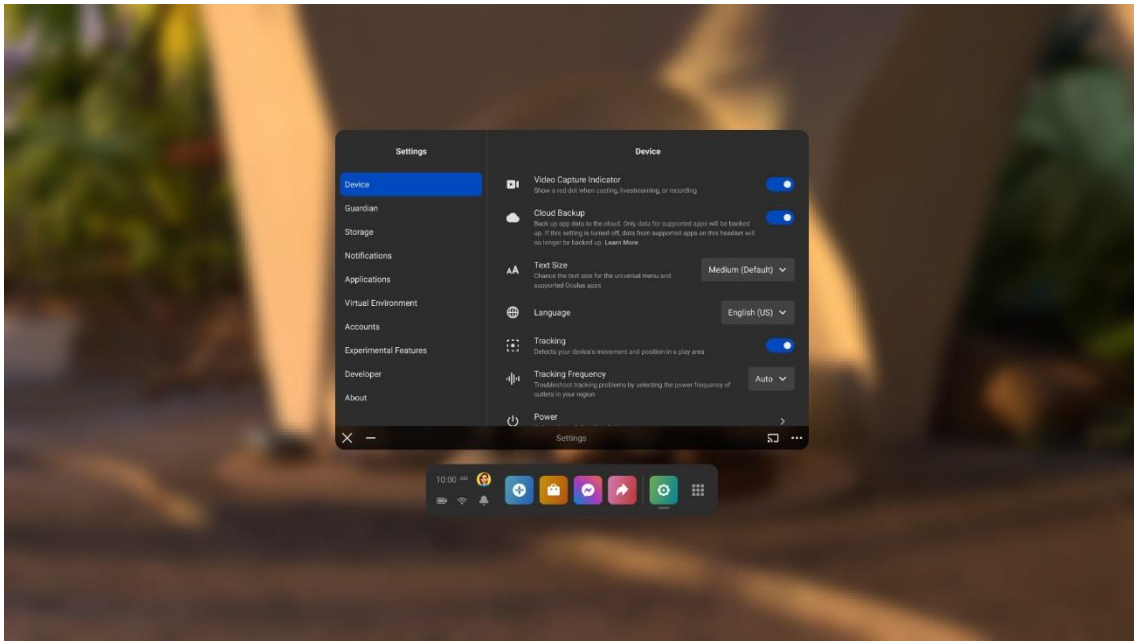 Settings
Device
Guardian
Storage
Notifications
Applications
Virtual Environment
Accounts
Experimental Features
Developer
About
Device
Video Capture Indicator
Show a red dot when casting, livestreaming, or recording
Cloud Backup
Back up app data to the cloud. Only data for supported apps will be backed
up. If this setting is turned off, data from supported apps on this headset will
no longer be backed up. Learn More
Text Size
Chance the text size for the universal menu and
supported Oculus apps
Medium (Default)
Language
English (US)
Tracking
Detects your device's movement and position in a play area
Tracking Frequency
Troubleshoot tracking problems by selecting the power frequency of
outlets in your region
Auto
Power
Settings
10:00 AM